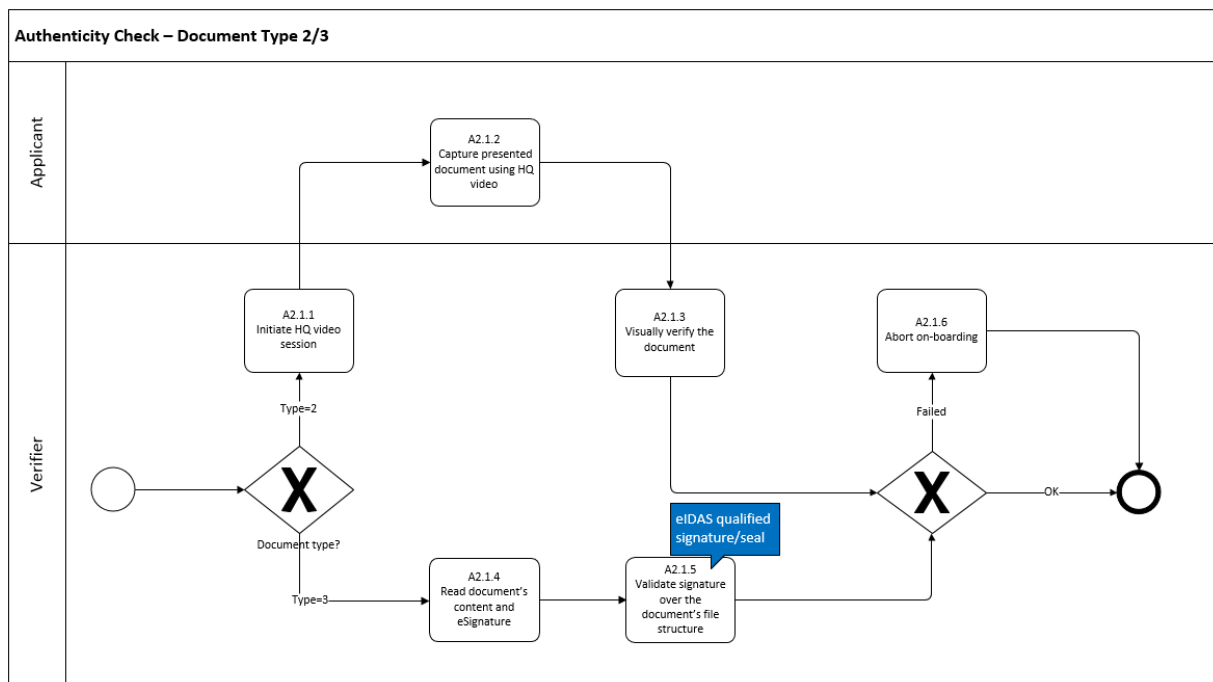 Authenticity Check – Document Type 2/3
Applicant
A2.1.2
Capture presented
document using HQ
video
Verifier
A2.1.1
Initiate HQ video
session
A2.1.3
Visually verify the
document
A2.1.6
Abort on-boarding
Type=2
Failed
X
X
OK
Document type?
eIDAS qualified
signature/seal
Type=3
A2.1.4
Read document's
content and
eSignature
A2.1.5
Validate signature
over the
document's file
structure